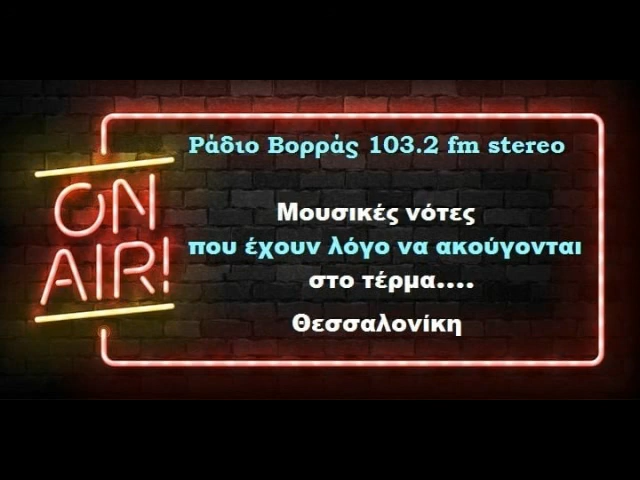 ON
AIR!
Ράδιο Βορράς 103.2 fm stereo
Μουσικές νότες
που έχουν λόγο να ακούγονται
στο τέρμα....
Θεσσαλονίκη